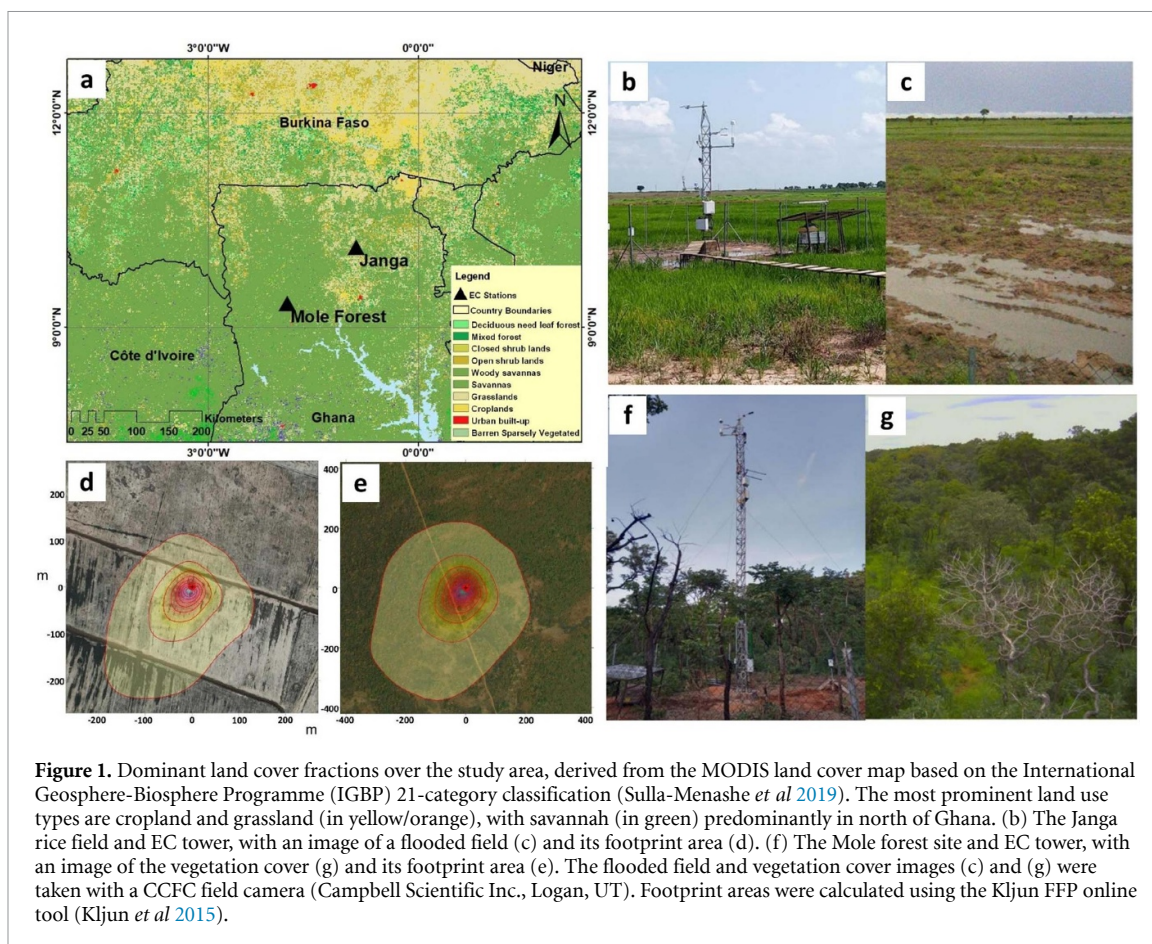 3°0'0"W
0°0'0"
a
Niger
N
12°0'0"N
12°0'0"N
Burkina Faso
Janga
Mole Forest
9°0'0"N
9°0'0"N
Côte d'Ivoire
Ghana
Legend
EC Stations
Country Boundaries
Deciduous need leaf forest
Mixed forest
Closed shrub lands
Open shrub lands
Woody savannas
Savannas
Grasslands
Croplands
Urban built-up
Barren Sparsely Vegetated
0 25 50 100 150 200
Kilometers
3°0'0"W
0°0'0"
b
c
d
200
100
m 0
-100
-200
-200 -100 0 100 200
m
e
400
200
0
-200
-400
-400 -200 0 200 400
f
g
Figure 1. Dominant land cover fractions over the study area, derived from the MODIS land cover map based on the International
Geosphere-Biosphere Programme (IGBP) 21-category classification (Sulla-Menashe et al 2019). The most prominent land use
types are cropland and grassland (in yellow/orange), with savannah (in green) predominantly in north of Ghana. (b) The Janga
rice field and EC tower, with an image of a flooded field (c) and its footprint area (d). (f) The Mole forest site and EC tower, with
an image of the vegetation cover (g) and its footprint area (e). The flooded field and vegetation cover images (c) and (g) were
taken with a CCFC field camera (Campbell Scientific Inc., Logan, UT). Footprint areas were calculated using the Kljun FFP online
tool (Kljun et al 2015).